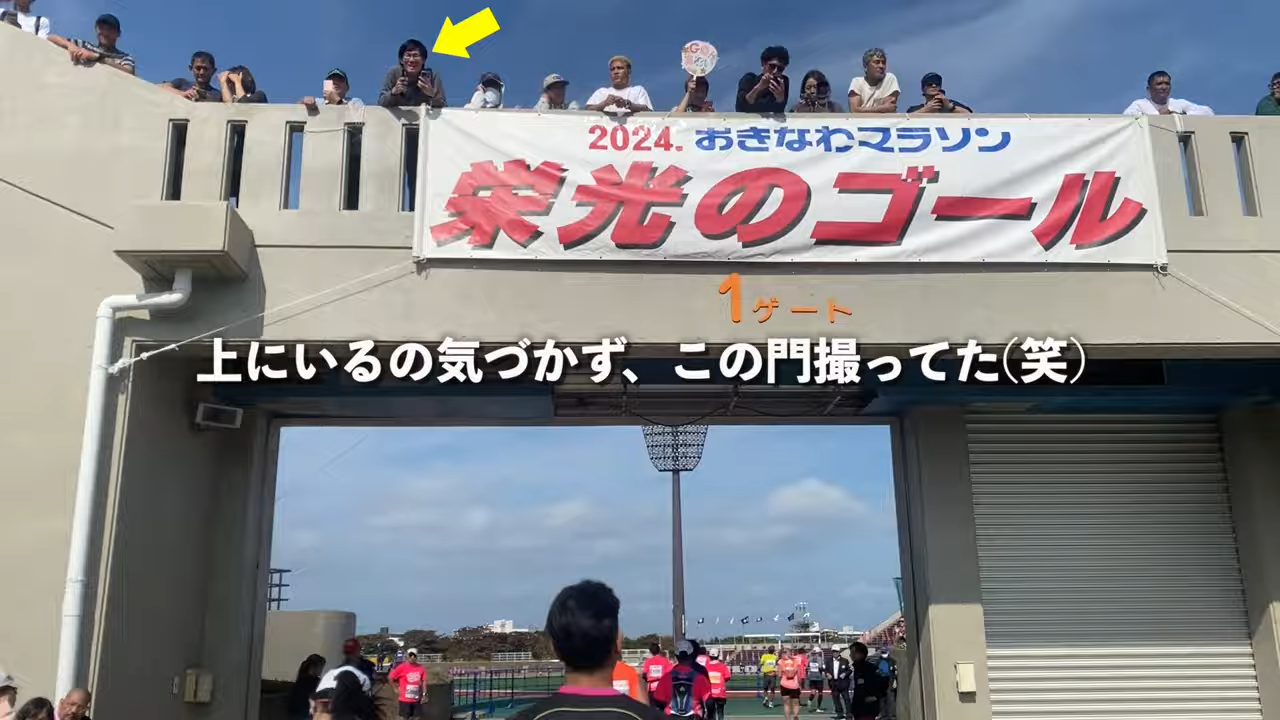 GO
2024. おきなわマラソン
栄光のゴール
1ゲート
上にいるの気づかず、この門撮ってた(笑)